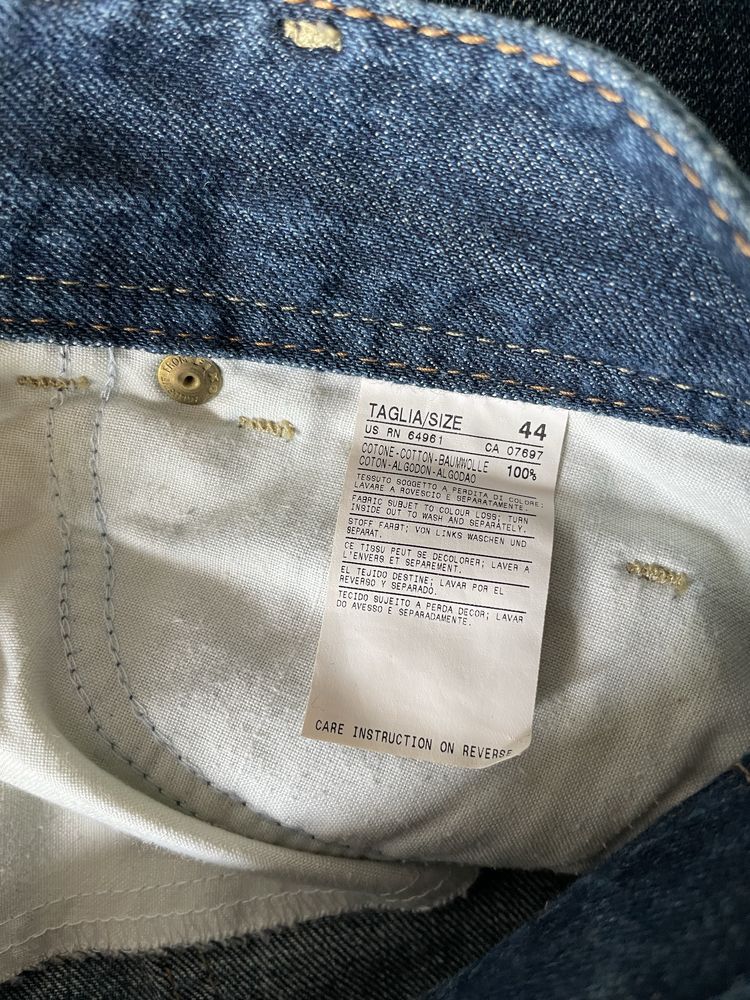 TAGLIA/SIZE 44
US RN 64961 CA 07697
COTONE-COTTON-BAUMWOLLE 100%
COTON-ALGODON-ALGODAO
TESSUTO SOGGETTO A PERDITA DI COLORE:
LAVARE A ROVESCIO E SEPARATAMENTE.
FABRIC SUBJET TO COLOUR LOSS; TURN
INSIDE OUT TO WASH AND SEPARATELY.
STOFF FARBT; VON LINKS WASCHEN UND
SEPARAT.
CE TISSU PEUT SE DECOLORER; LAVER A
L'ENVERS ET SEPAREMENT.
EL TEJIDO DESTINE; LAVAR POR EL
REVERSO Y SEPARADO.
TECIDO SUJEITO A PERDA DECOR; LAVAR
DO AVESSO E SEPARADAMENTE.
CARE INSTRUCTION ON REVERSE